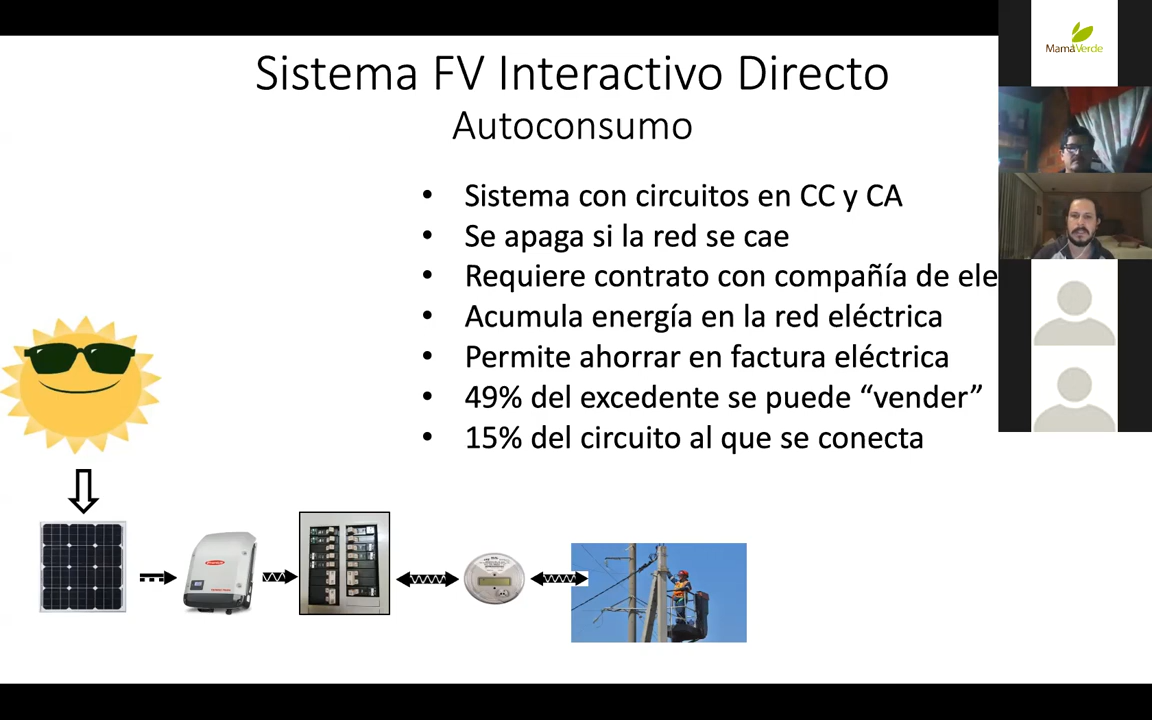 Sistema FV Interactivo Directo
Autoconsumo
• Sistema con circuitos en CC y CA
• Se apaga si la red se cae
• Requiere contrato con compañía de ele
• Acumula energía en la red eléctrica
• Permite ahorrar en factura eléctrica
• 49% del excedente se puede “vender”
• 15% del circuito al que se conecta
MamáVerde